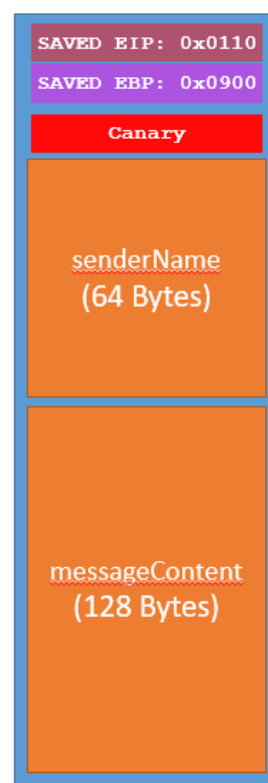 SAVED EIP: 0x0110
SAVED EBP: 0x0900
Canary
senderName
(64 Bytes)
messageContent
(128 Bytes)